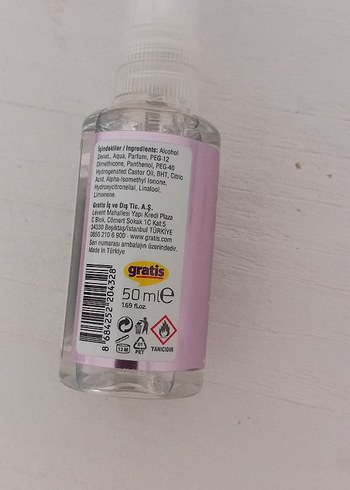 İçindekiler / Ingredients: Alcohol
Denat., Aqua, Parfum, PEG-12
Dimethicone, Panthenol, PEG-40
Hydrogenated Castor Oil, BHT, Citric
Acid, Alpha-Isomethyl Ionone,
Hydroxycitronellal, Linalool,
Limonene.
Gratis İç ve Dış Tic. A.Ş.
Levent Mahallesi Yapı Kredi Plaza
C Blok, Cömert Sokak 1C Kat:5
34330 Beşiktaş/İstanbul TÜRKİYE
0850 210 6 900 - www.gratis.com
Seri numarası ambalajın üzerindedir.
Made In Türkiye
gratis
50 ml e
1.69 fl.oz.
8 684252 204328
12 M
01
PET
YANICIDIR